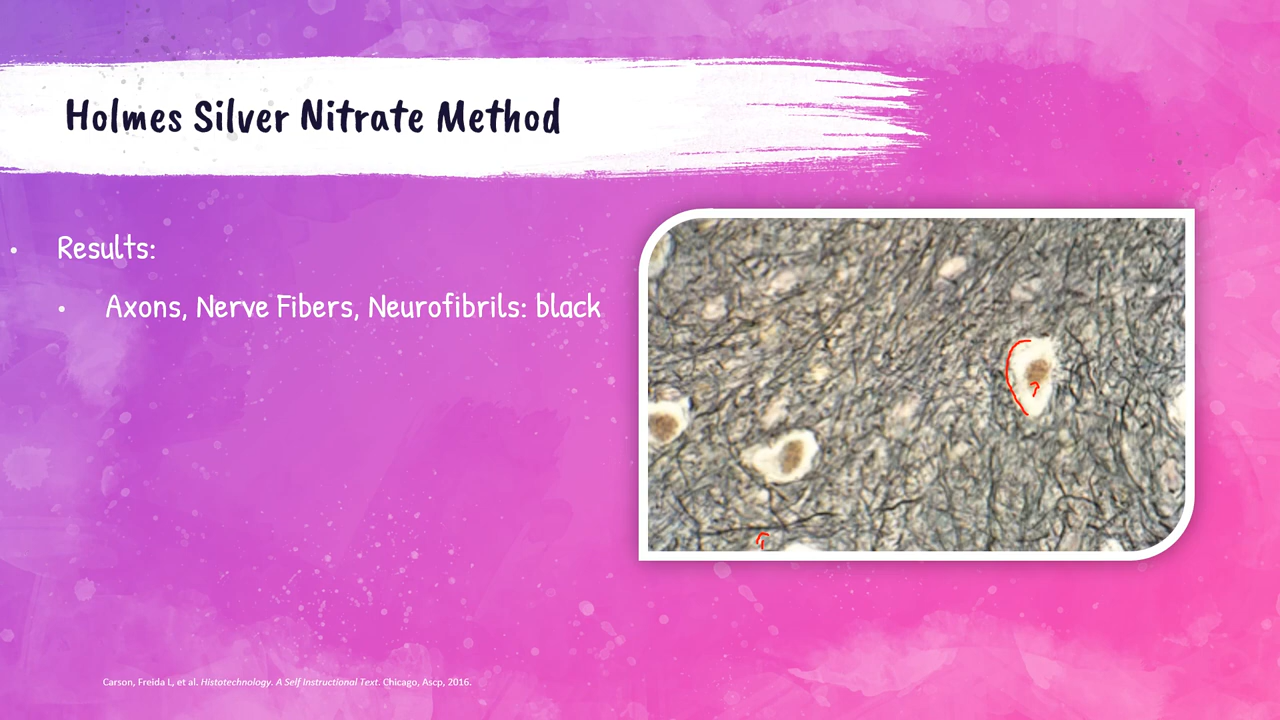 Holmes Silver Nitrate Method
• Results:
• Axons, Nerve Fibers, Neurofibrils: black
Carson, Freida L, et al. Histotechnology. A Self Instructional Text. Chicago, Ascp, 2016.